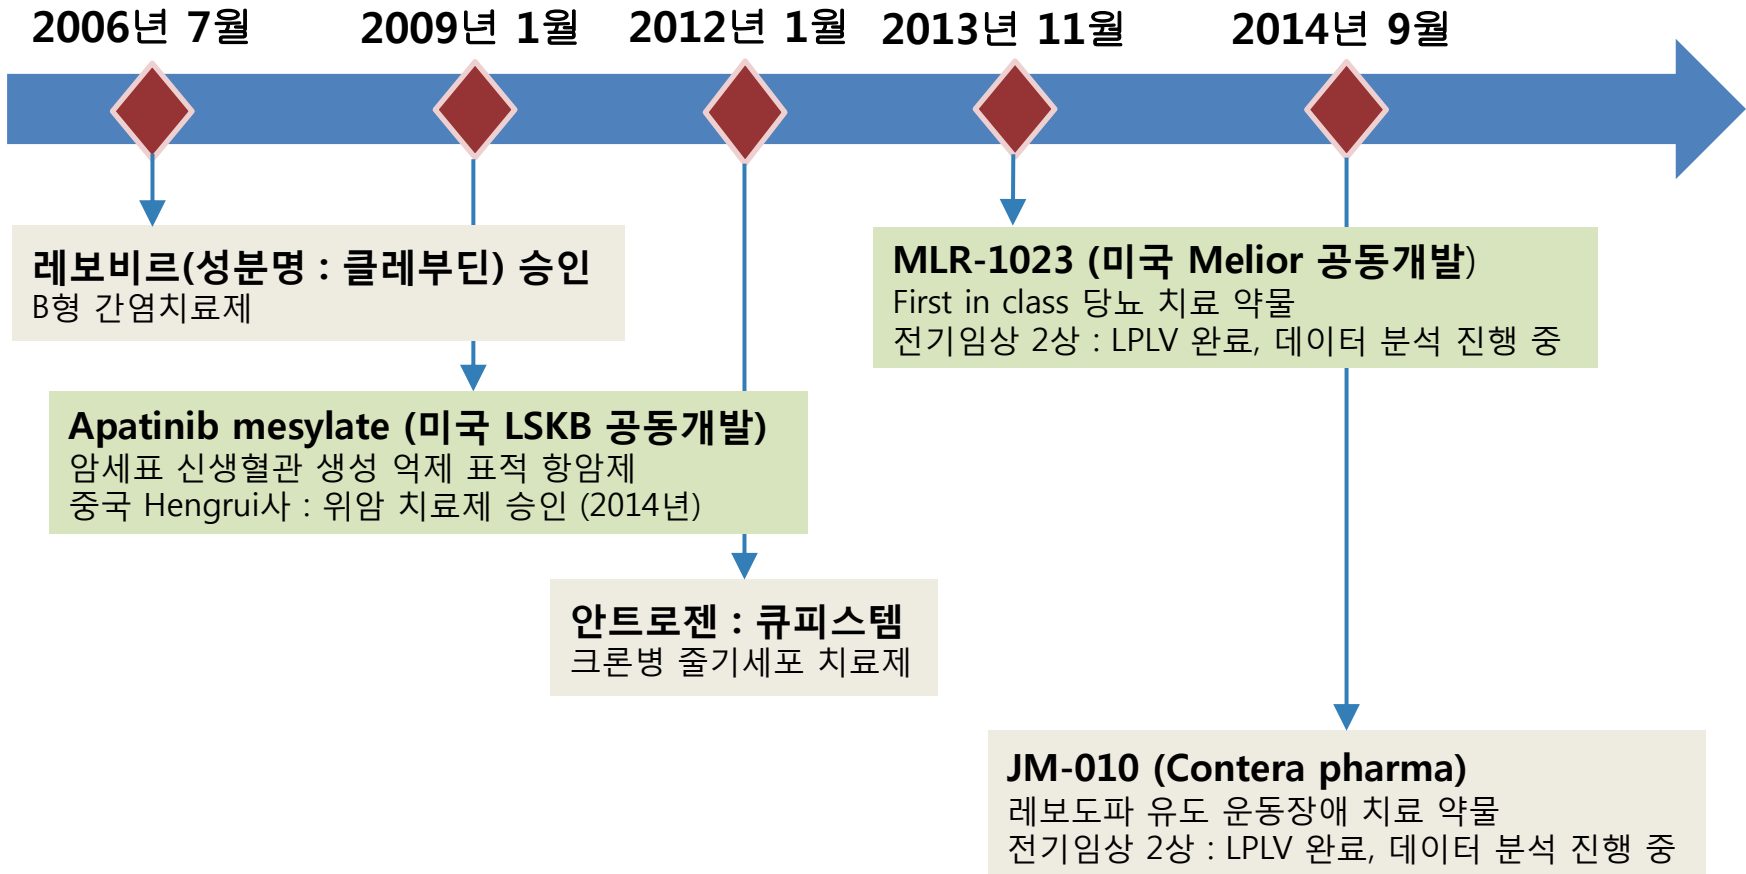 2006년 7월
2009년 1월
2012년 1월
2013년 11월
2014년 9월
레보비르(성분명 : 클레부딘) 승인
B형 간염치료제
MLR-1023 (미국 Melior 공동개발)
First in class 당뇨 치료 약물
전기임상 2상 : LPLV 완료, 데이터 분석 진행 중
Apatinib mesylate (미국 LSKB 공동개발)
암세표 신생혈관 생성 억제 표적 항암제
중국 Hengrui사 : 위암 치료제 승인 (2014년)
안트로젠 : 큐피스템
크론병 줄기세포 치료제
JM-010 (Contera pharma)
레보도파 유도 운동장애 치료 약물
전기임상 2상 : LPLV 완료, 데이터 분석 진행 중